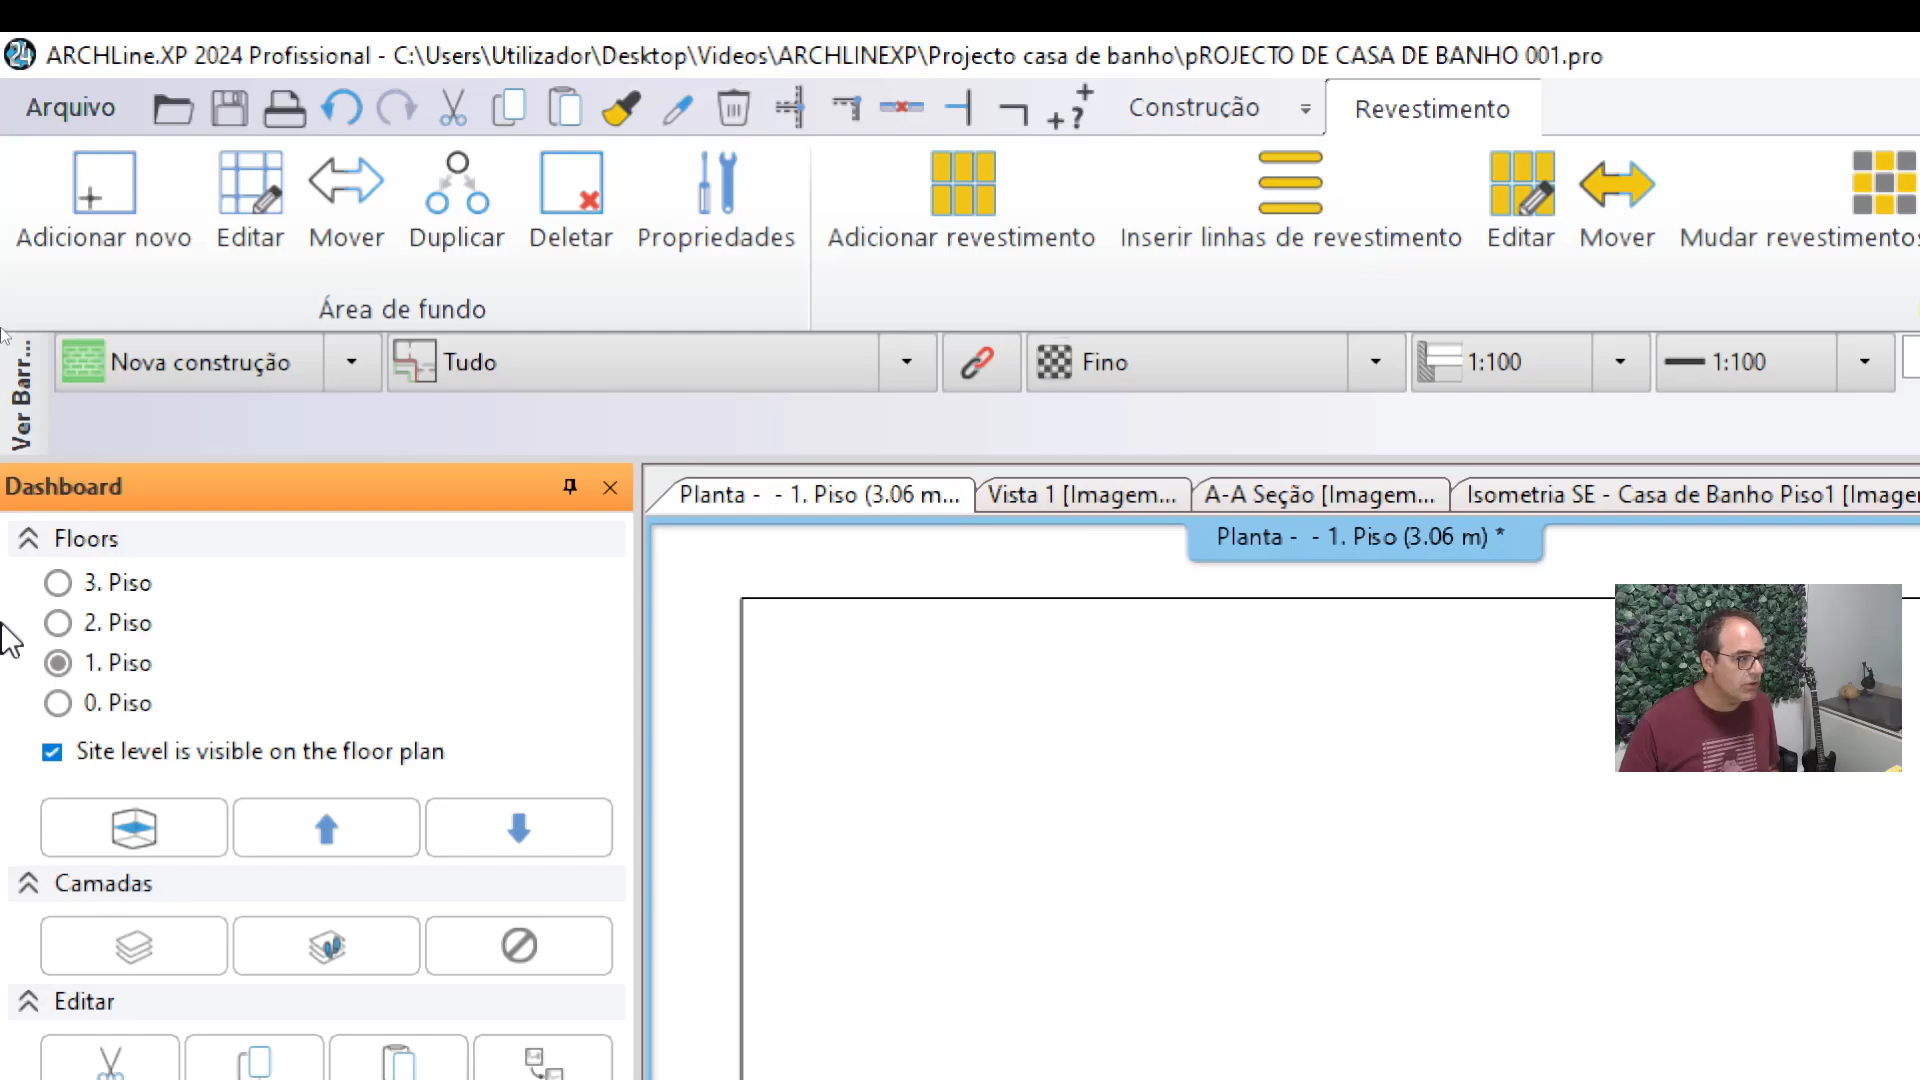 ARCHLine.XP 2024 Profissional - C:\Users\Utilizador\Desktop\Videos\ARCHLINEXP\Projecto casa de banho\pROJECTO DE CASA DE BANHO 001.pro
Arquivo Construção Revestimento
Adicionar novo Editar Mover Duplicar Deletar Propriedades Adicionar revestimento Inserir linhas de revestimento Editar Mover Mudar revestimentos
Área de fundo
Ver Barr...
Nova construção Tudo Fino 1:100 1:100
Dashboard
Planta - - 1. Piso (3.06 m... Vista 1 [Imagem... A-A Seção [Imagem... Isometria SE - Casa de Banho Piso1 [Image
Planta - - 1. Piso (3.06 m) *
Floors
3. Piso
2. Piso
1. Piso
0. Piso
Site level is visible on the floor plan
Camadas
Editar